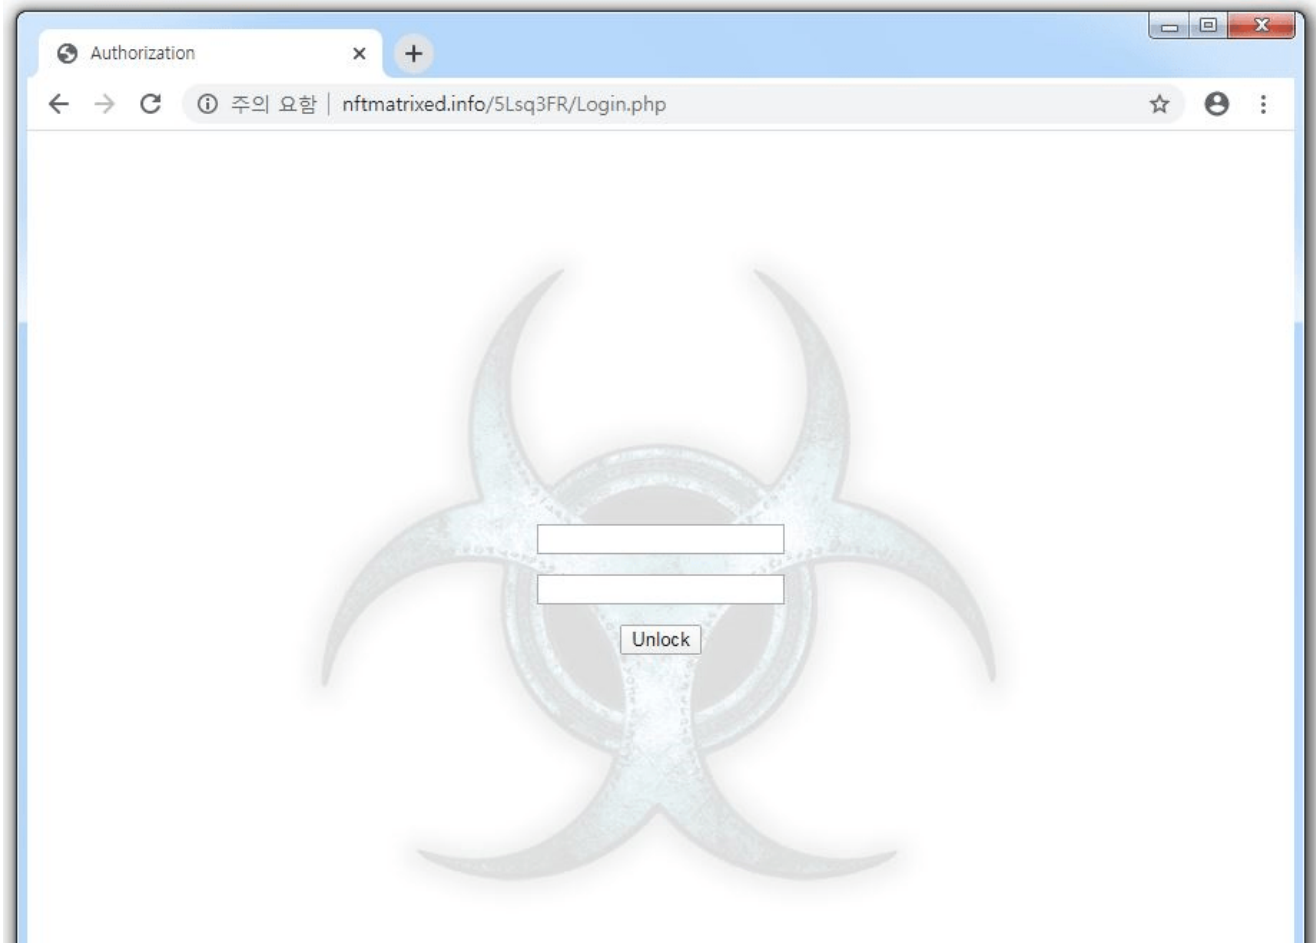 Authorization
주의 요함 | nftmatrixed.info/5Lsq3FR/Login.php
Unlock